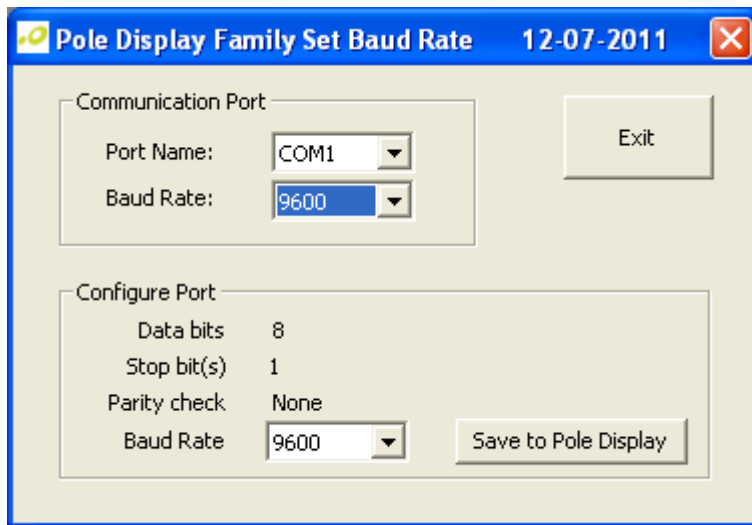 Pole Display Family Set Baud Rate 12-07-2011
Communication Port
Port Name: COM1
Baud Rate: 9600
Exit
Configure Port
Data bits 8
Stop bit(s) 1
Parity check None
Baud Rate 9600
Save to Pole Display